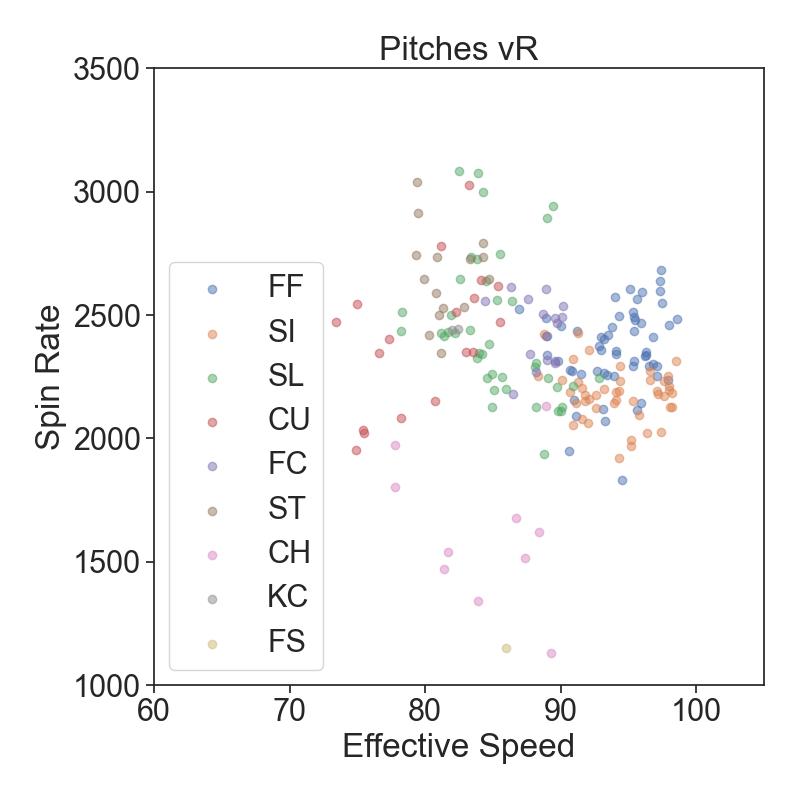 Pitches vR
3500
3000
2500
2000
1500
1000
Spin Rate
FF
SI
SL
CU
FC
ST
CH
KC
FS
60 70 80 90 100
Effective Speed